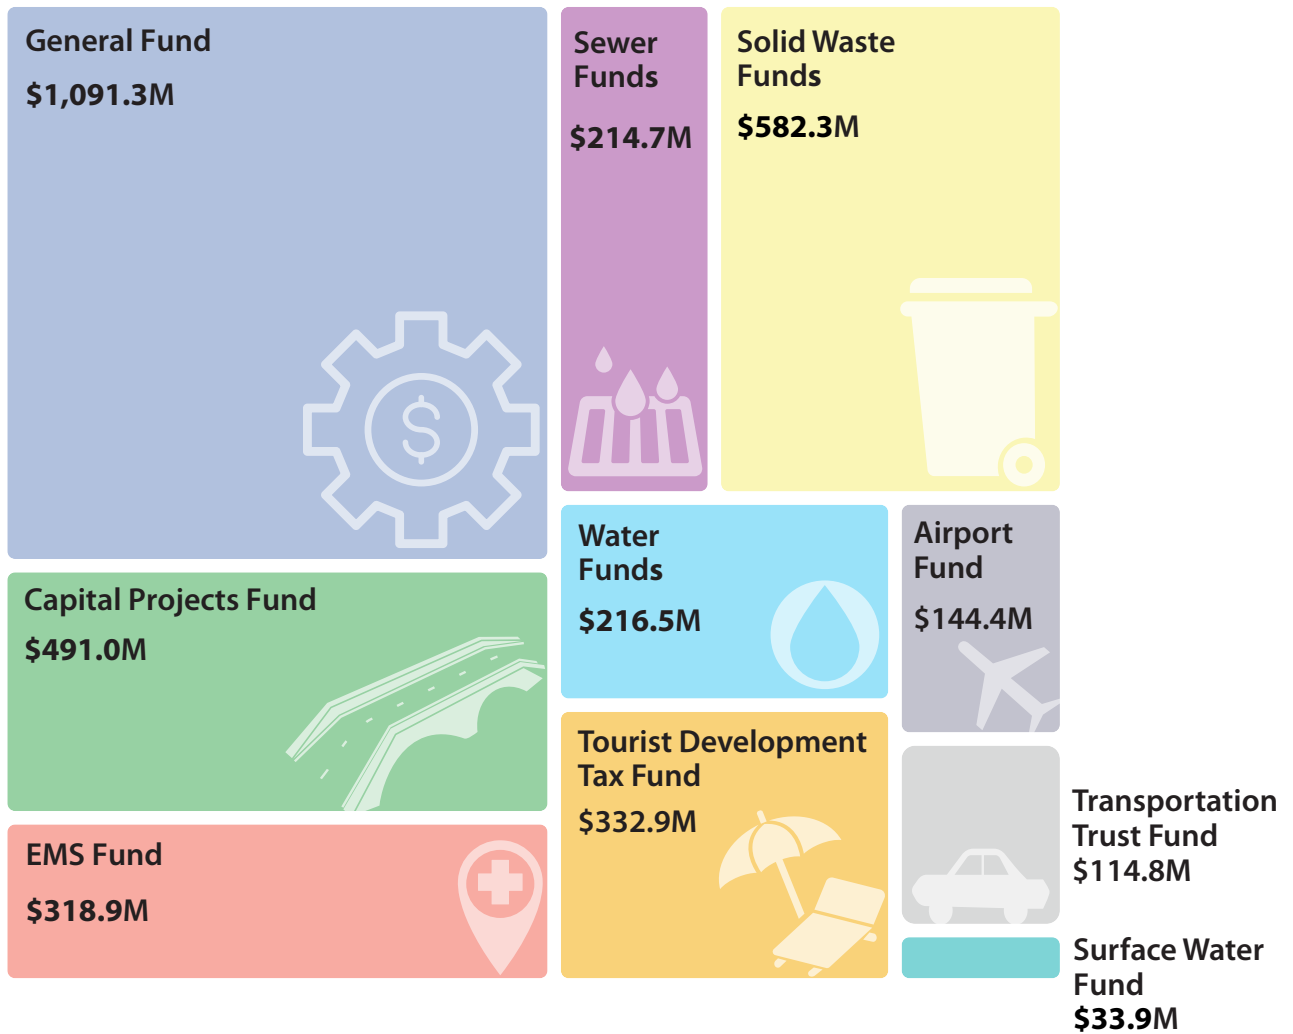 General Fund
$1,091.3M
Sewer
Funds
$214.7M
Solid Waste
Funds
$582.3M
Capital Projects Fund
$491.0M
EMS Fund
$318.9M
Water
Funds
$216.5M
Airport
Fund
$144.4M
Tourist Development
Tax Fund
$332.9M
Transportation
Trust Fund
$114.8M
Surface Water
Fund
$33.9M
$